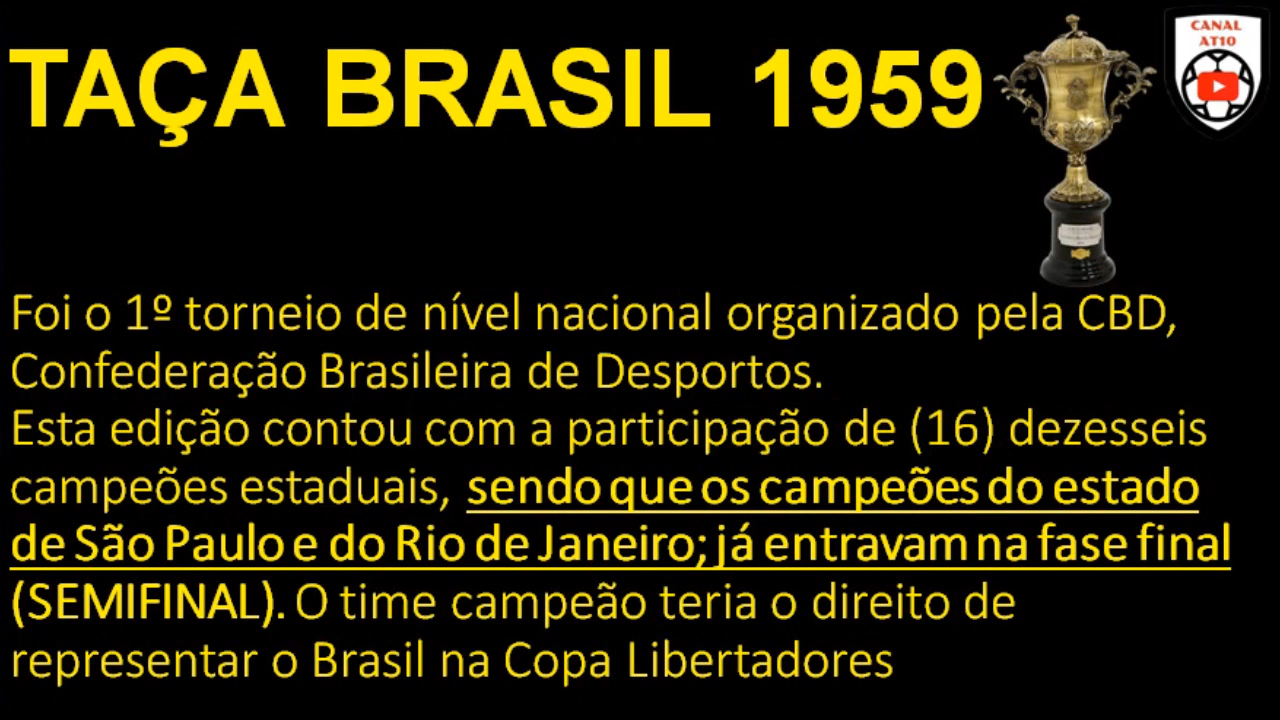 TAÇA BRASIL 1959
CANAL
AT10
Foi o 1º torneio de nível nacional organizado pela CBD,
Confederação Brasileira de Desportos.
Esta edição contou com a participação de (16) dezesseis
campeões estaduais, sendo que os campeões do estado
de São Paulo e do Rio de Janeiro; já entravam na fase final
(SEMIFINAL). O time campeão teria o direito de
representar o Brasil na Copa Libertadores